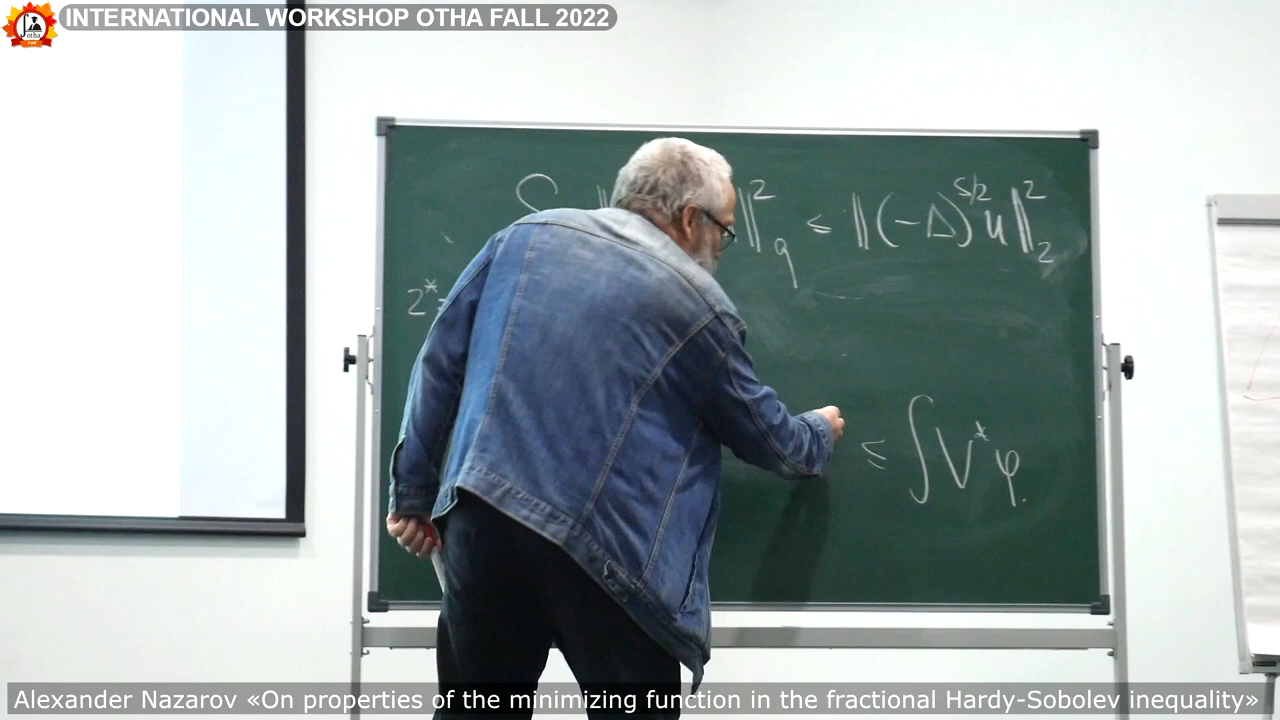 INTERNATIONAL WORKSHOP OTHA FALL 2022
otha
S ‖ ‖²_q ≤ ‖(-Δ)^{s/2} u‖²_2
2*
≤ ∫ V* φ.
Alexander Nazarov «On properties of the minimizing function in the fractional Hardy-Sobolev inequality»